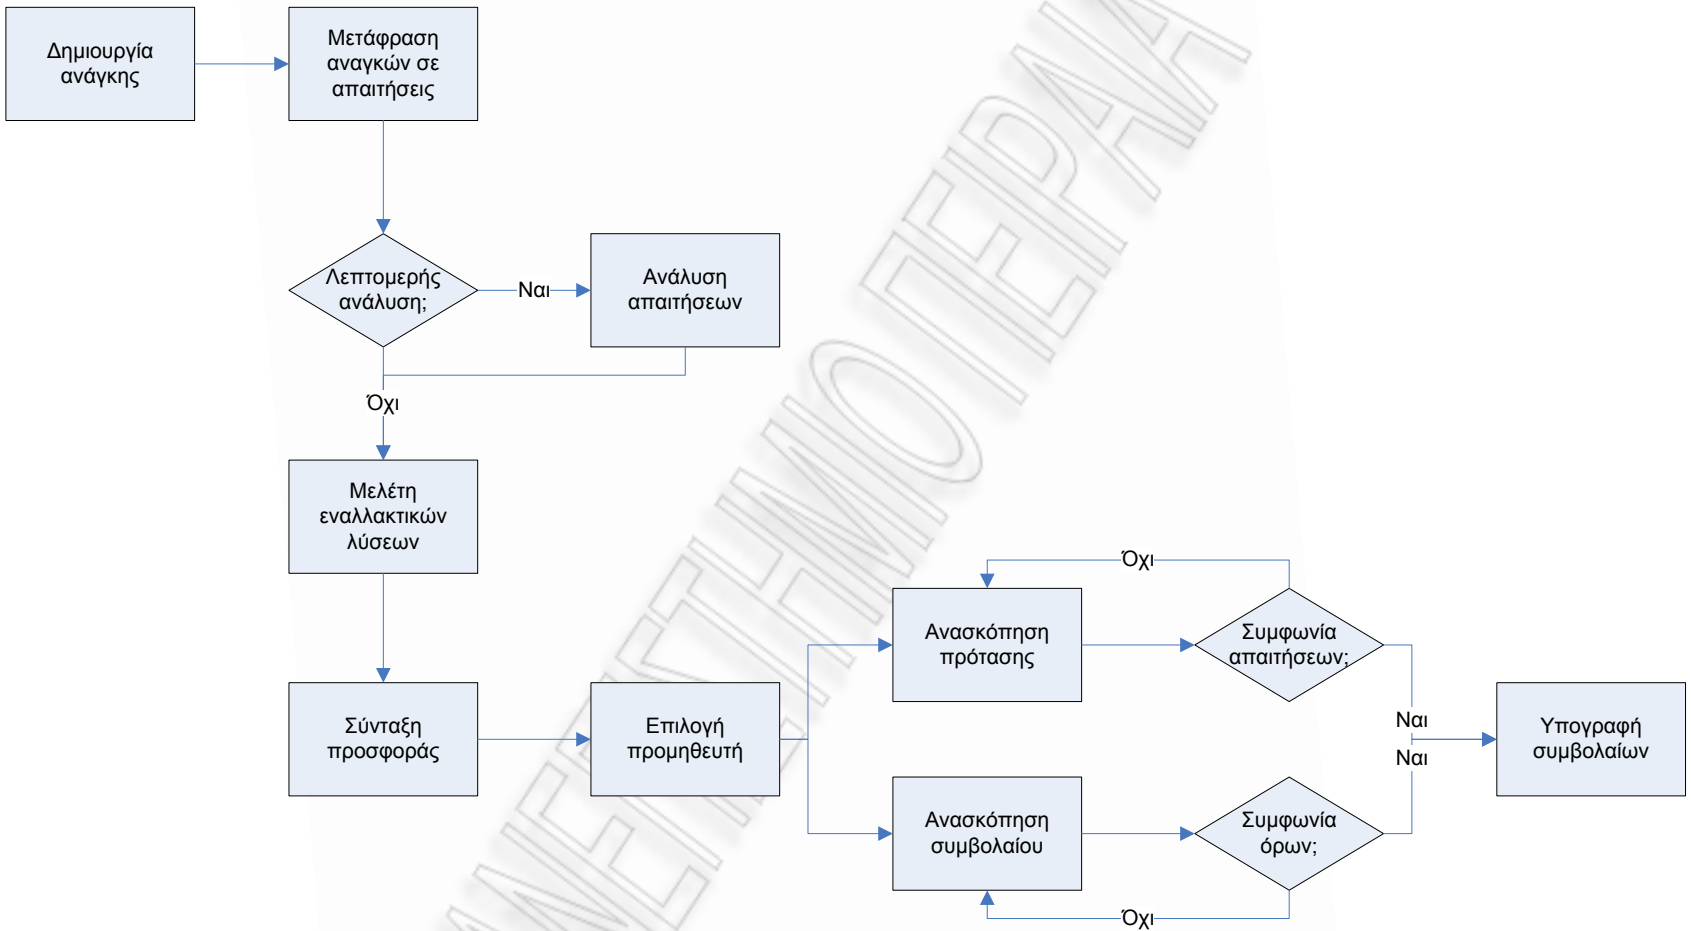 Δημιουργία
ανάγκης
Μετάφραση
αναγκών σε
απαιτήσεις
Λεπτομερής
ανάλυση;
Ναι
Ανάλυση
απαιτήσεων
Όχι
Μελέτη
εναλλακτικών
λύσεων
Σύνταξη
προσφοράς
Επιλογή
προμηθευτή
Όχι
Ανασκόπηση
πρότασης
Συμφωνία
απαιτήσεων;
Ναι
Ναι
Υπογραφή
συμβολαίων
Ανασκόπηση
συμβολαίου
Συμφωνία
όρων;
Όχι